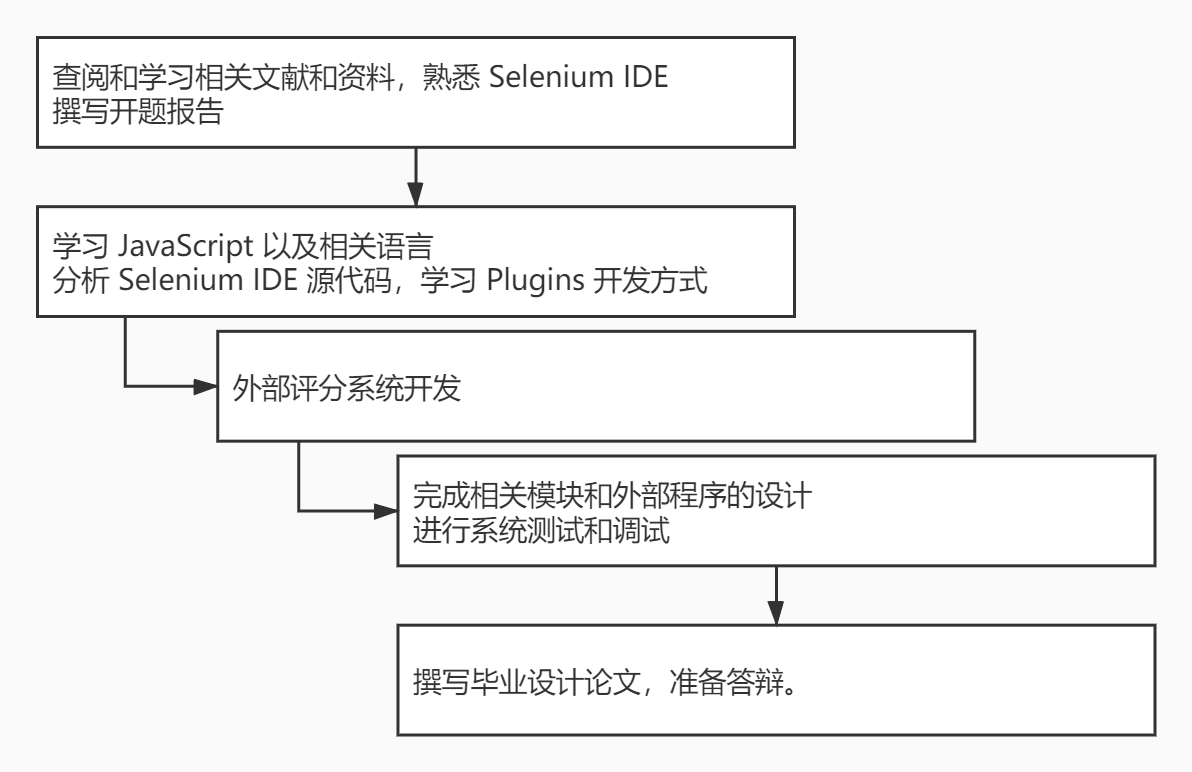 查阅和学习相关文献和资料，熟悉 Selenium IDE
撰写开题报告
学习 JavaScript 以及相关语言
分析 Selenium IDE 源代码，学习 Plugins 开发方式
外部评分系统开发
完成相关模块和外部程序的设计
进行系统测试和调试
撰写毕业设计论文，准备答辩。